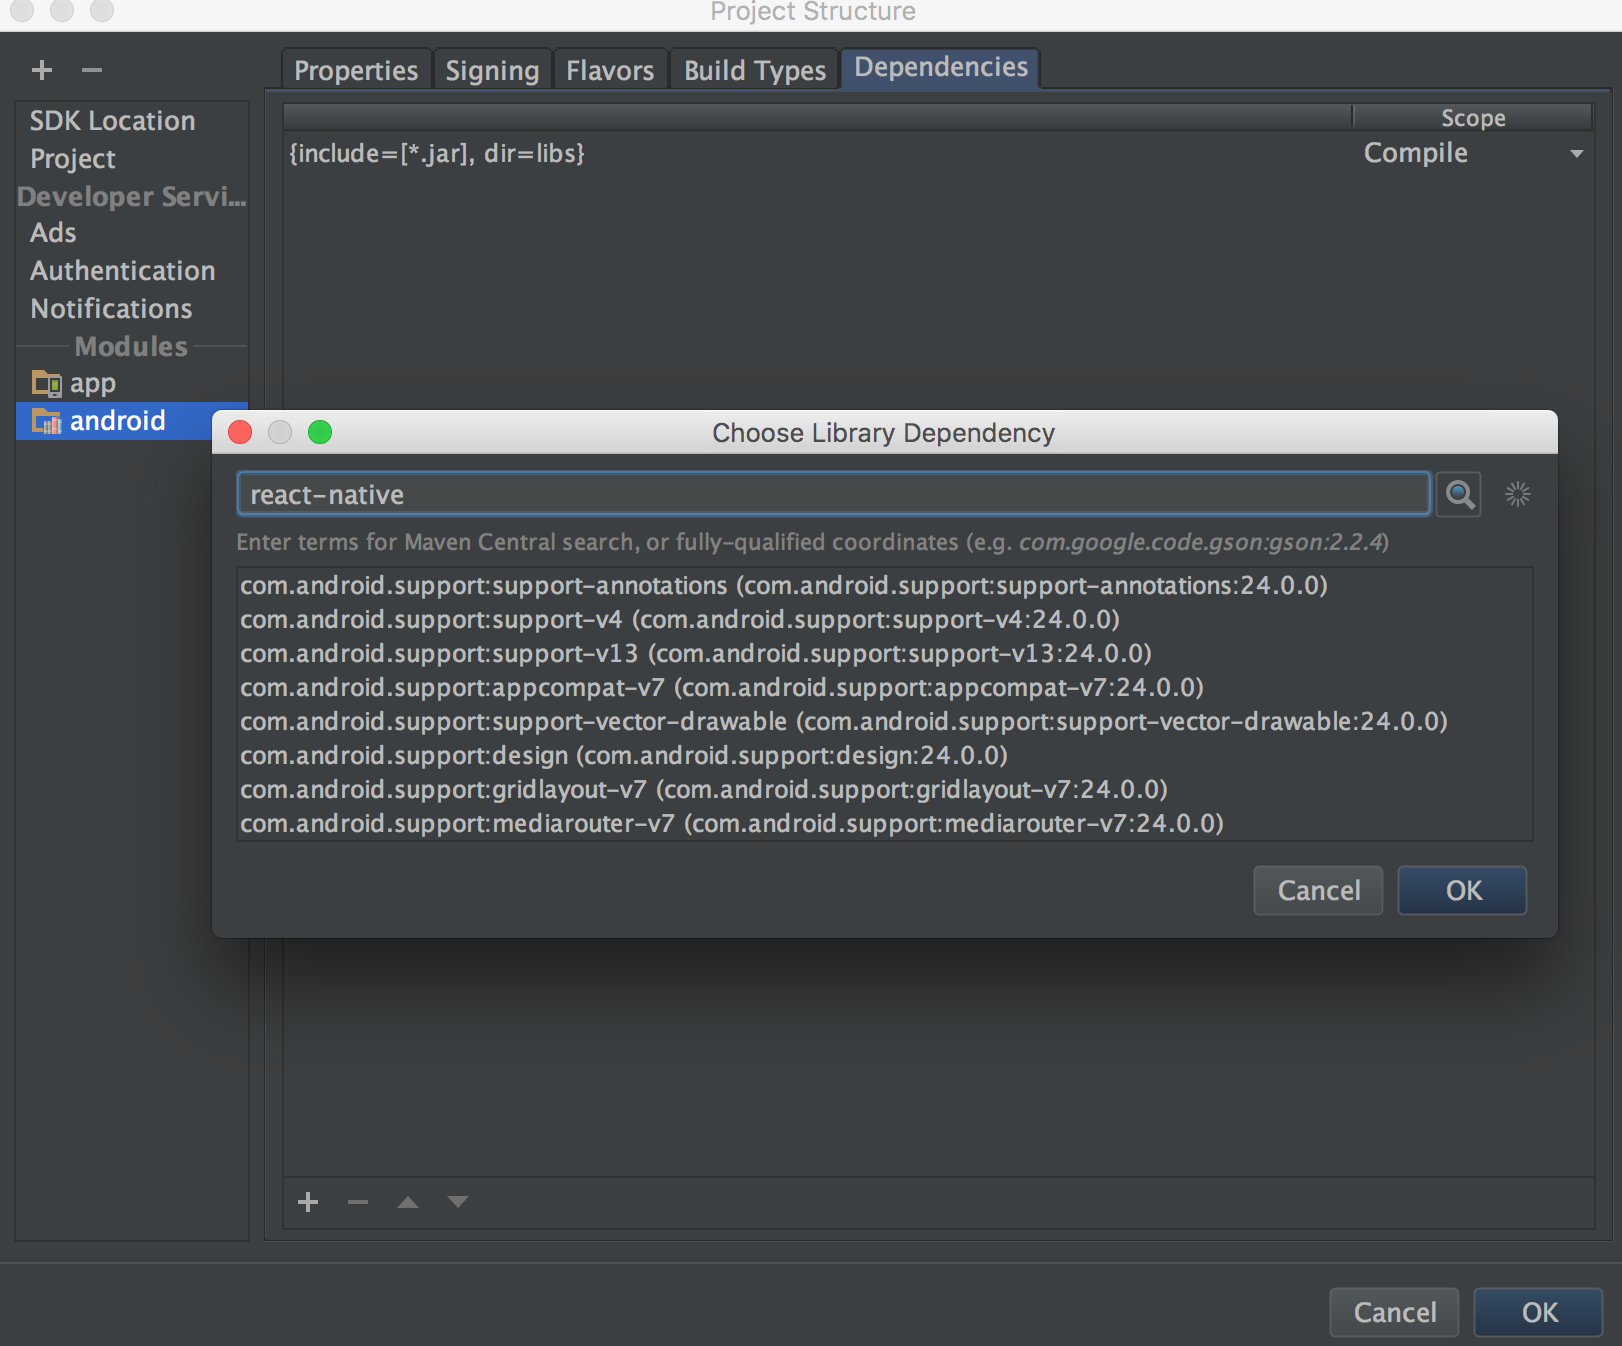 Project Structure
Properties Signing Flavors Build Types Dependencies
SDK Location
Project
Developer Servi...
Ads
Authentication
Notifications
Modules
app
android
Scope
{include=[*.jar], dir=libs} Compile
Choose Library Dependency
react-native
Enter terms for Maven Central search, or fully-qualified coordinates (e.g. com.google.code.gson:gson:2.2.4)
com.android.support:support-annotations (com.android.support:support-annotations:24.0.0)
com.android.support:support-v4 (com.android.support:support-v4:24.0.0)
com.android.support:support-v13 (com.android.support:support-v13:24.0.0)
com.android.support:appcompat-v7 (com.android.support:appcompat-v7:24.0.0)
com.android.support:support-vector-drawable (com.android.support:support-vector-drawable:24.0.0)
com.android.support:design (com.android.support:design:24.0.0)
com.android.support:gridlayout-v7 (com.android.support:gridlayout-v7:24.0.0)
com.android.support:mediarouter-v7 (com.android.support:mediarouter-v7:24.0.0)
Cancel OK
Cancel OK